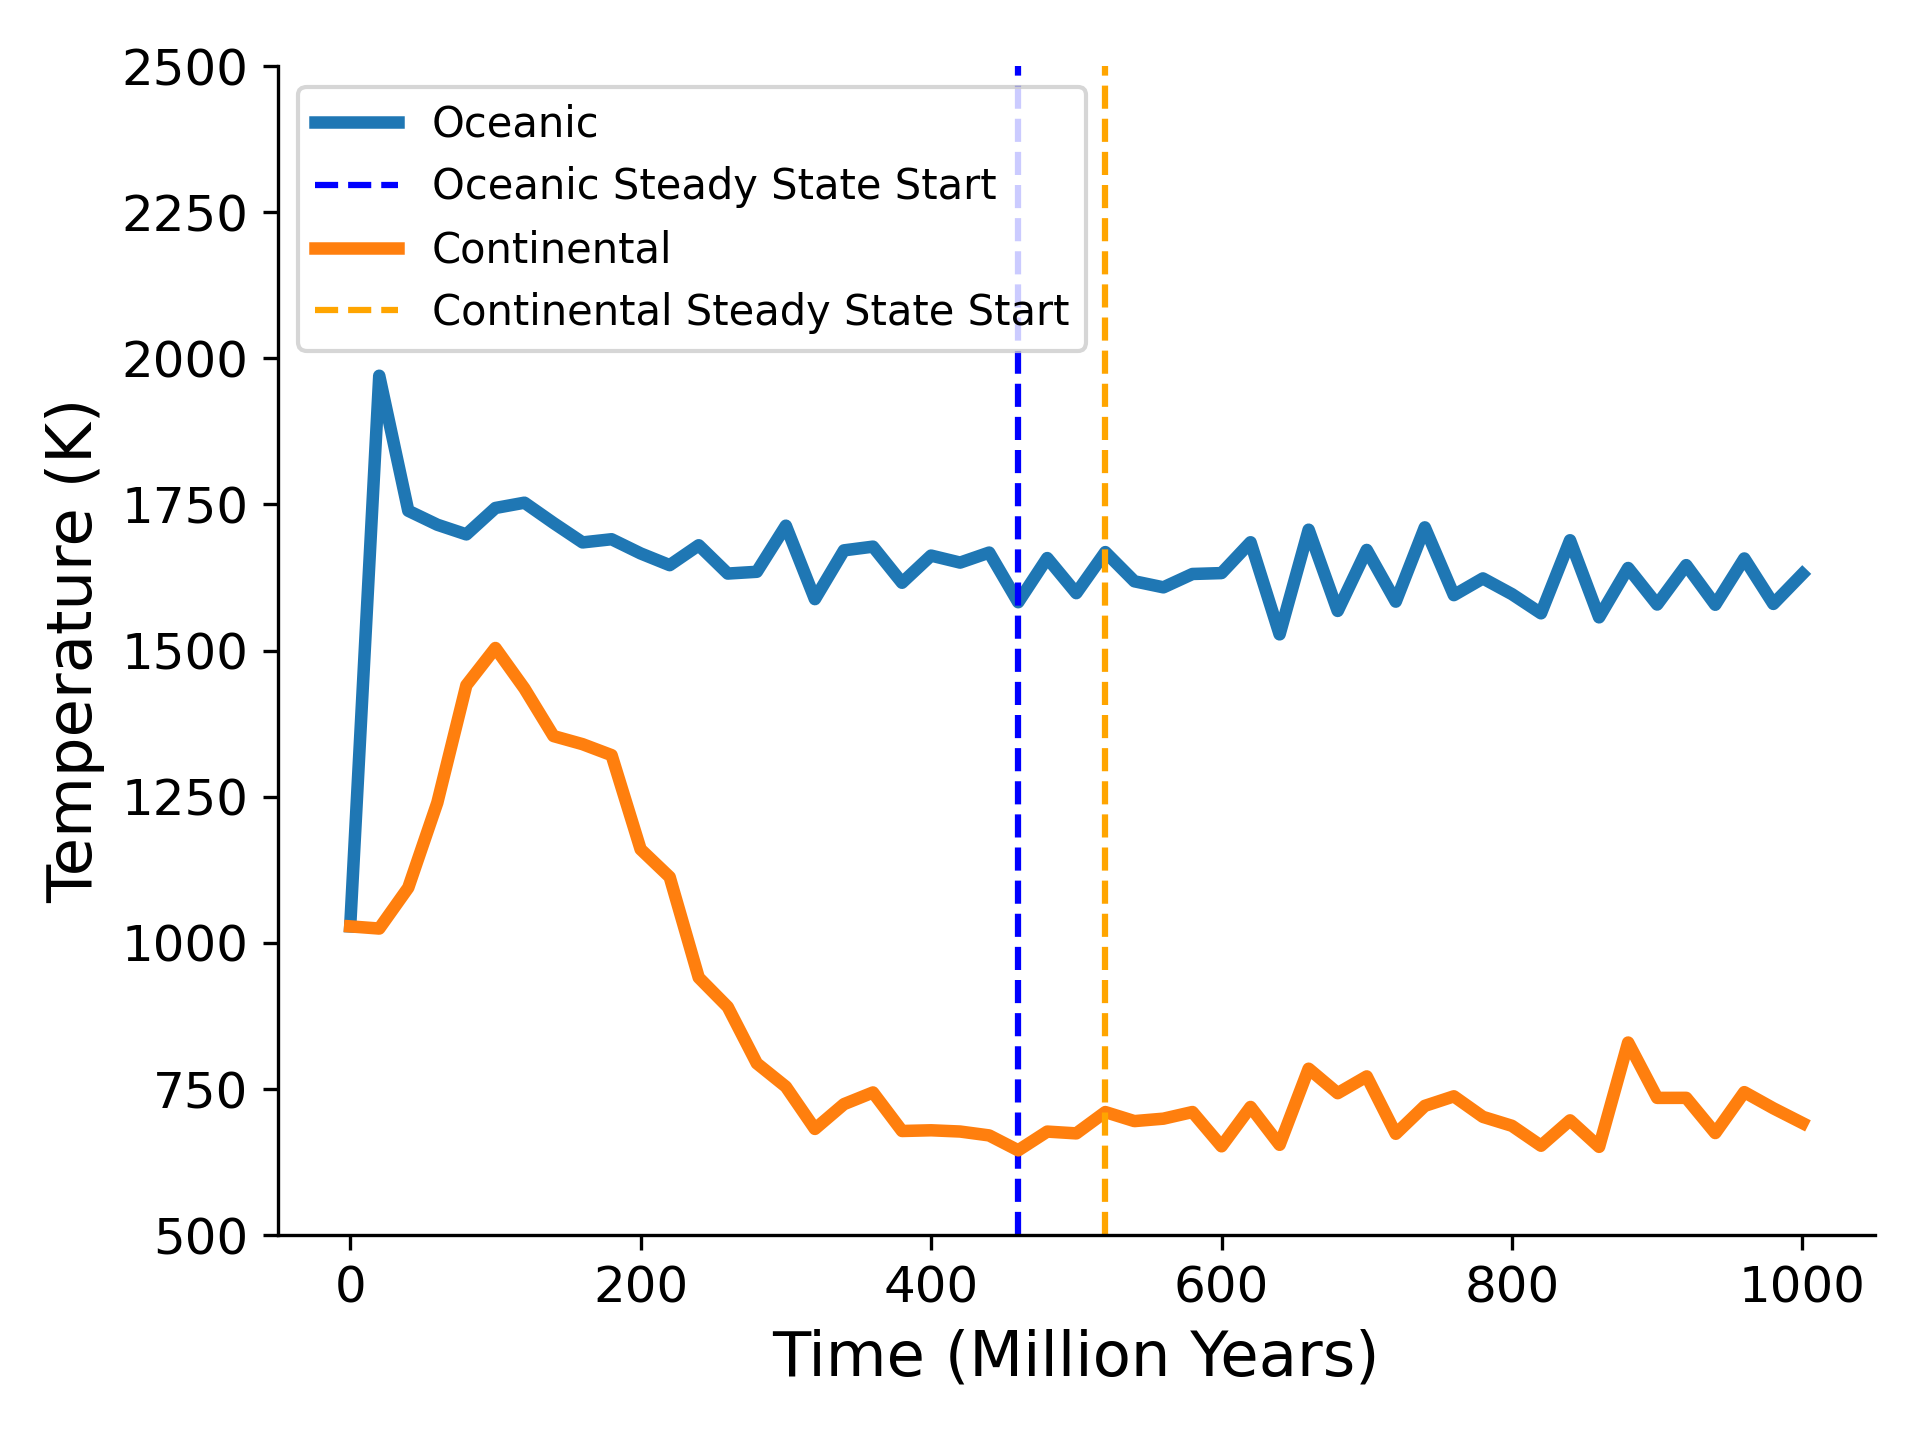 2500
2250
2000
1750
1500
1250
1000
750
500
Temperature (K)
Oceanic
Oceanic Steady State Start
Continental
Continental Steady State Start
0 200 400 600 800 1000
Time (Million Years)